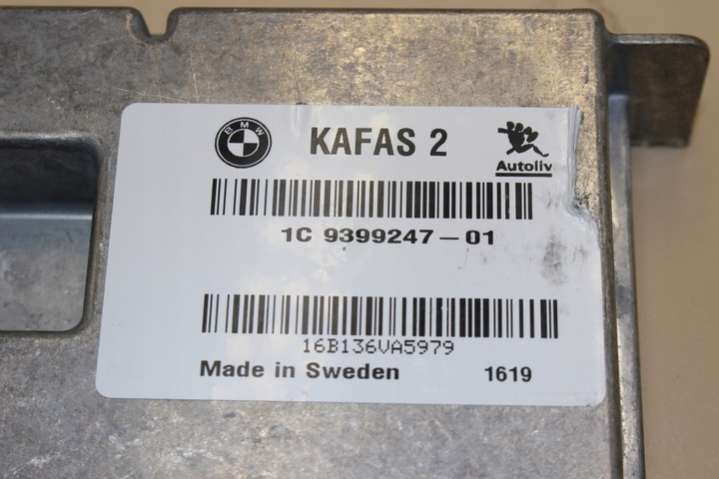 BMW KAFAS 2 Autoliv
1C 9399247-01
16B136VA5979
Made in Sweden 1619